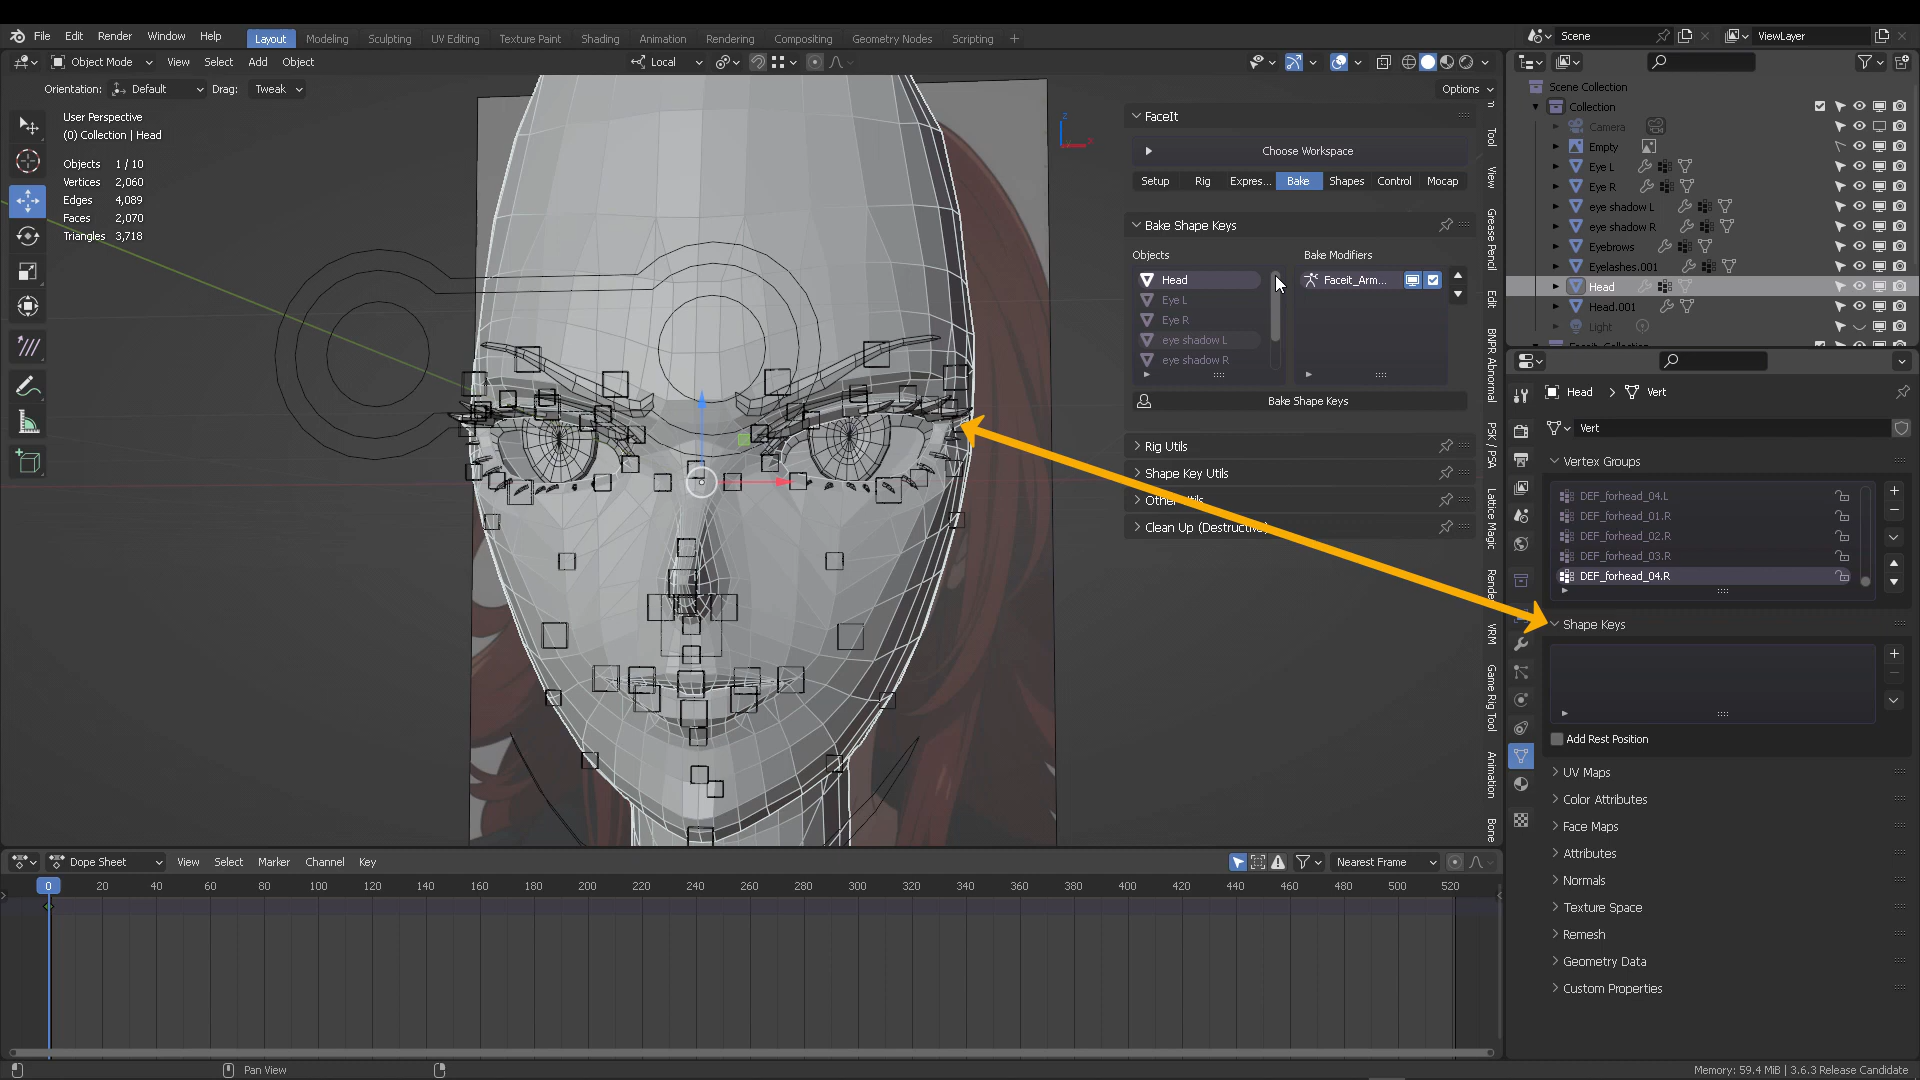 File Edit Render Window Help Layout Modeling Sculpting UV Editing Texture Paint Shading Animation Rendering Compositing Geometry Nodes Scripting + Scene ViewLayer
Object Mode View Select Add Object Local
Orientation: Default Drag: Tweak Options
User Perspective
(0) Collection | Head
Objects 1 / 10
Vertices 2,060
Edges 4,089
Faces 2,070
Triangles 3,718
Z
FaceIt
Choose Workspace
Setup Rig Expres... Bake Shapes Control Mocap
Bake Shape Keys
Objects Bake Modifiers
Head Faceit_Arm...
Eye L
Eye R
eye shadow L
eye shadow R
Bake Shape Keys
Rig Utils
Shape Key Utils
Other Utils
Clean Up (Destructive)
Tool
View
Grease Pencil
Edit
BNPR Abnormal
PSK / PSA
Lattice Magic
Render
VRM
Game Rig Tool
Animation
Bone
Scene Collection
Collection
Camera
Empty
Eye L
Eye R
eye shadow L
eye shadow R
Eyebrows
Eyelashes.001
Head
Head.001
Light
Faceit_Collection
Head > Vert
Vert
Vertex Groups
DEF_forhead_04.L
DEF_forhead_01.R
DEF_forhead_02.R
DEF_forhead_03.R
DEF_forhead_04.R
Shape Keys
Add Rest Position
UV Maps
Color Attributes
Face Maps
Attributes
Normals
Texture Space
Remesh
Geometry Data
Custom Properties
Dope Sheet View Select Marker Channel Key Nearest Frame
0 20 40 60 80 100 120 140 160 180 200 220 240 260 280 300 320 340 360 380 400 420 440 460 480 500 520
Pan View Memory: 59.4 MiB | 3.6.3 Release Candidate